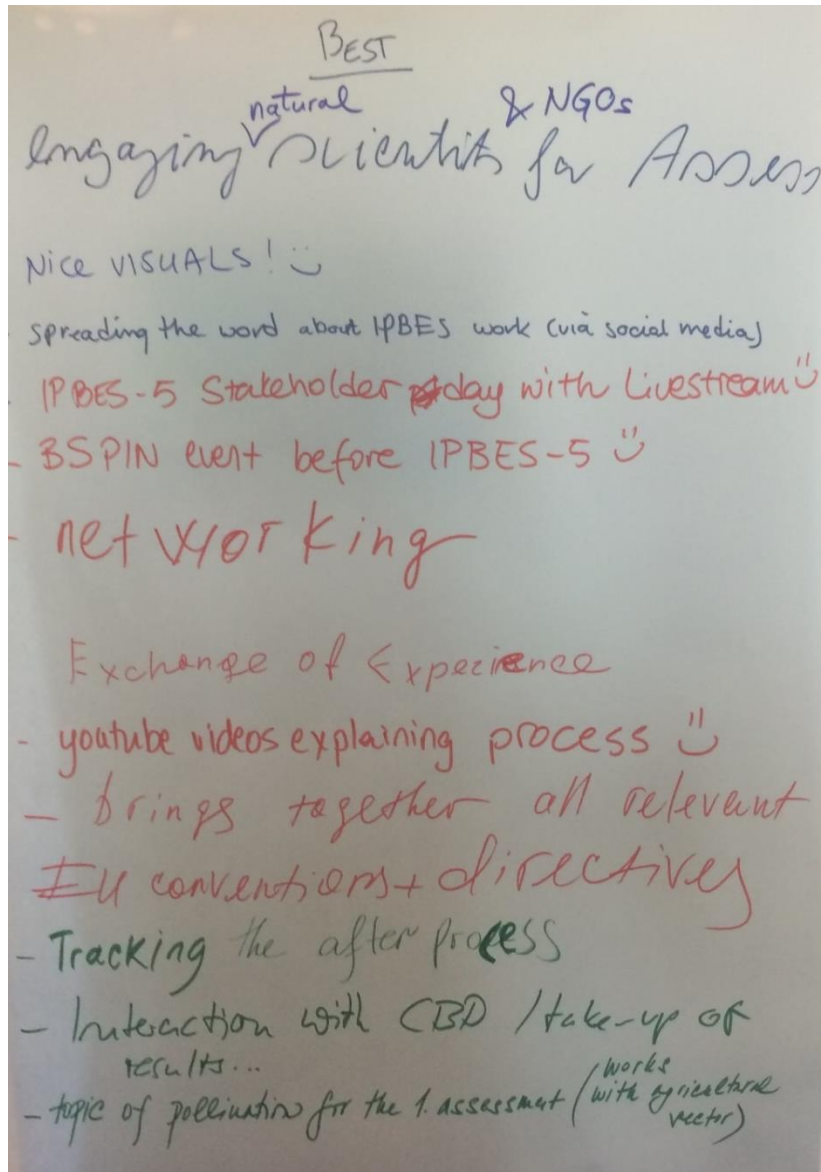 BEST
natural & NGOs
engaging scientits for Assess
Nice VISUALS! :)
- spreading the word about IPBES work (via social media)
- IPBES-5 Stakeholder day with Livestream :)
- BSPIN event before IPBES-5 :)
- networking
Exchange of Experience
- youtube videos explaining process :)
- brings together all relevant
EU conventions + directives
- Tracking the after process
- Interaction with CBD / take-up of
results...
- topic of pollination for the 1. assessment (works
with agricultural
vector)